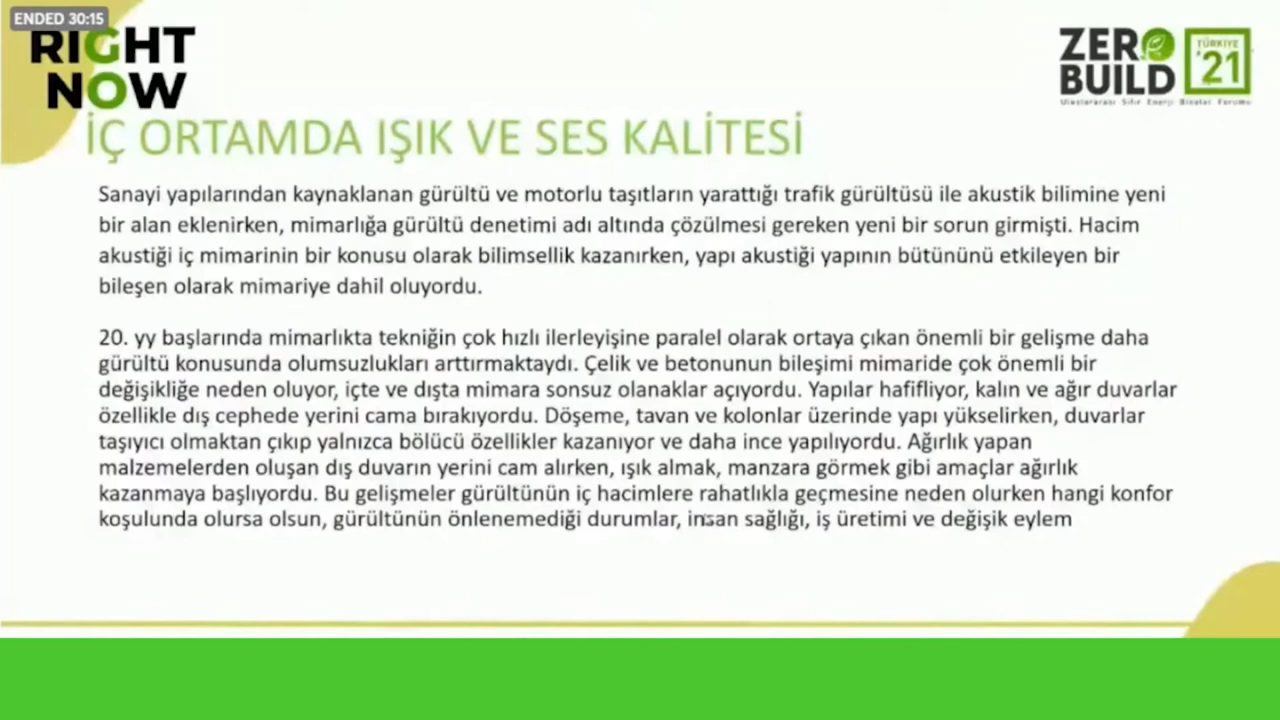 ENDED 30:15
RIGHT
NOW
ZERO
BUILD
TÜRKİYE
'21
Uluslararası Sıfır Enerji Binalar Forumu
İÇ ORTAMDA IŞIK VE SES KALİTESİ
Sanayi yapılarından kaynaklanan gürültü ve motorlu taşıtların yarattığı trafik gürültüsü ile akustik bilimine yeni
bir alan eklenirken, mimarlığa gürültü denetimi adı altında çözülmesi gereken yeni bir sorun girmişti. Hacim
akustiği iç mimarinin bir konusu olarak bilimsellik kazanırken, yapı akustiği yapının bütününü etkileyen bir
bileşen olarak mimariye dahil oluyordu.
20. yy başlarında mimarlıkta tekniğin çok hızlı ilerleyişine paralel olarak ortaya çıkan önemli bir gelişme daha
gürültü konusunda olumsuzlukları arttırmaktaydı. Çelik ve betonunun bileşimi mimaride çok önemli bir
değişikliğe neden oluyor, içte ve dışta mimara sonsuz olanaklar açıyordu. Yapılar hafifliyor, kalın ve ağır duvarlar
özellikle dış cephede yerini cama bırakıyordu. Döşeme, tavan ve kolonlar üzerinde yapı yükselirken, duvarlar
taşıyıcı olmaktan çıkıp yalnızca bölücü özellikler kazanıyor ve daha ince yapılıyordu. Ağırlık yapan
malzemelerden oluşan dış duvarın yerini cam alırken, ışık almak, manzara görmek gibi amaçlar ağırlık
kazanmaya başlıyordu. Bu gelişmeler gürültünün iç hacimlere rahatlıkla geçmesine neden olurken hangi konfor
koşulunda olursa olsun, gürültünün önlenemediği durumlar, insan sağlığı, iş üretimi ve değişik eylem